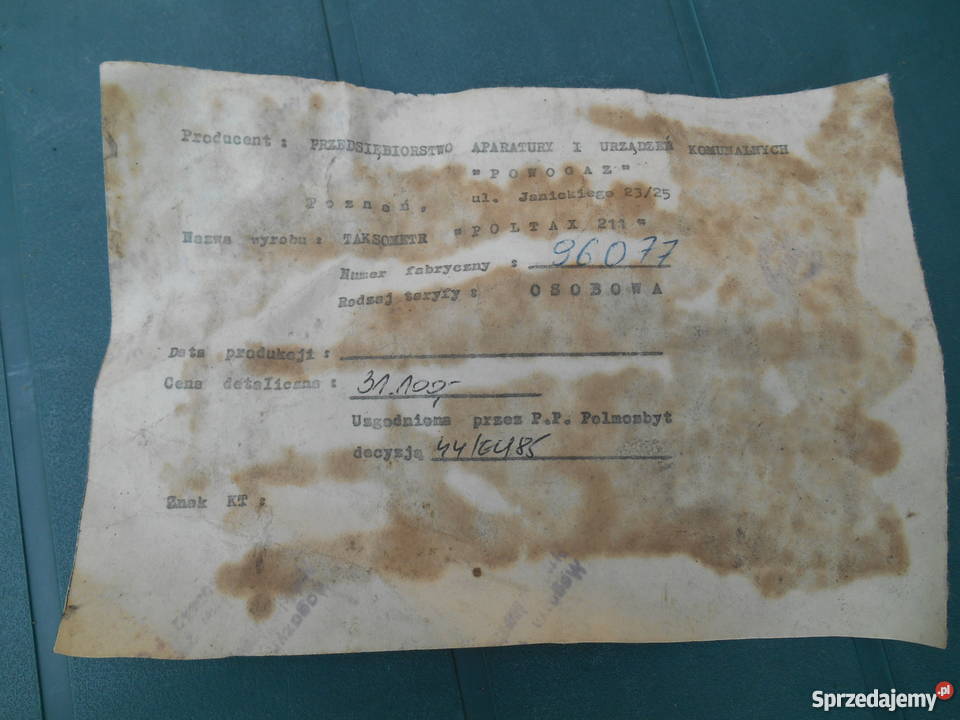 Producent : PRZEDSIĘBIORSTWO APARATURY I URZĄDZEŃ KOMUNALNYCH
"POWOGAZ"
Poznań, ul. Janickiego 23/25
Nazwa wyrobu : TAKSOMETR "POLTAX 211"
Numer fabryczny : 96077
Rodzaj taryfy : OSOBOWA
Data produkcji :
Cena detaliczna : 31.100,-
Uzgodniona przez P.P. Polmozbyt
decyzją 44/EC/85
Znak KT :
Sprzedajemy.pl